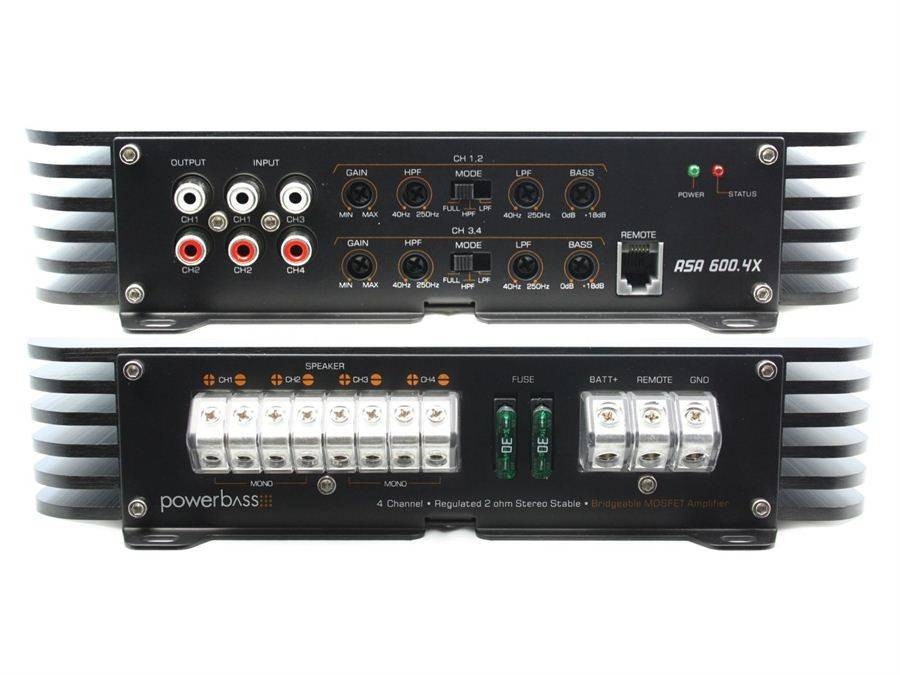 CH 1,2
OUTPUT INPUT GAIN HPF MODE LPF BASS
POWER STATUS
CH1 CH1 CH3 MIN MAX 40Hz 250Hz FULL HPF LPF 40Hz 250Hz 0dB +18dB
CH 3,4
GAIN HPF MODE LPF BASS REMOTE
CH2 CH2 CH4 MIN MAX 40Hz 250Hz FULL HPF LPF 40Hz 250Hz 0dB +18dB
ASA 600.4X
SPEAKER
CH1 CH2 CH3 CH4 FUSE BATT+ REMOTE GND
30 30
MONO MONO
powerbass
4 Channel • Regulated 2 ohm Stereo Stable • Bridgeable MOSFET Amplifier